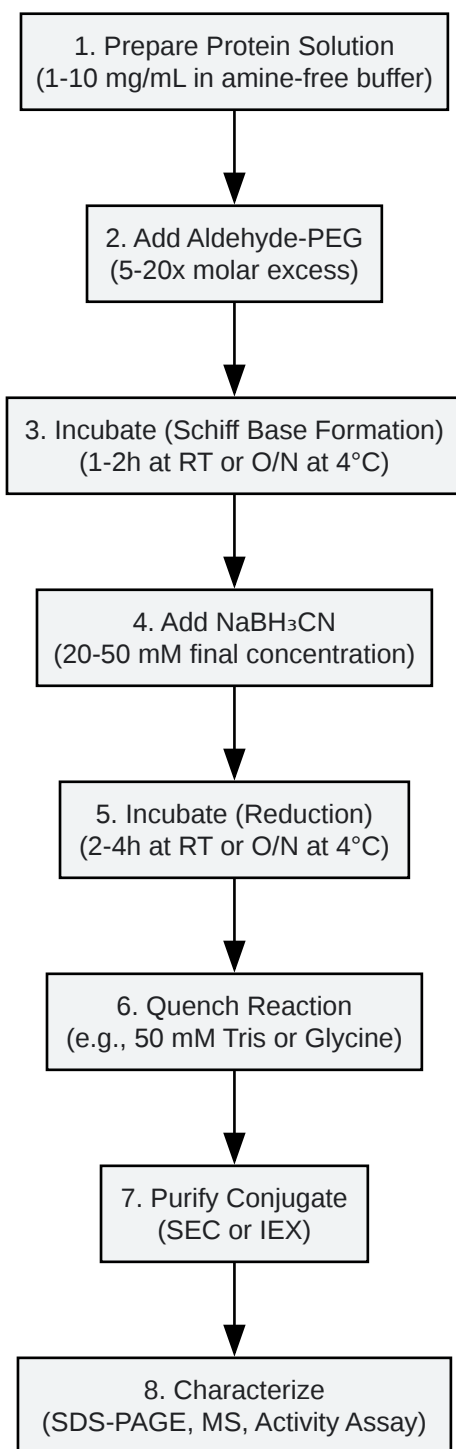 1. Prepare Protein Solution
(1-10 mg/mL in amine-free buffer)
2. Add Aldehyde-PEG
(5-20x molar excess)
3. Incubate (Schiff Base Formation)
(1-2h at RT or O/N at 4°C)
4. Add NaBH₃CN
(20-50 mM final concentration)
5. Incubate (Reduction)
(2-4h at RT or O/N at 4°C)
6. Quench Reaction
(e.g., 50 mM Tris or Glycine)
7. Purify Conjugate
(SEC or IEX)
8. Characterize
(SDS-PAGE, MS, Activity Assay)